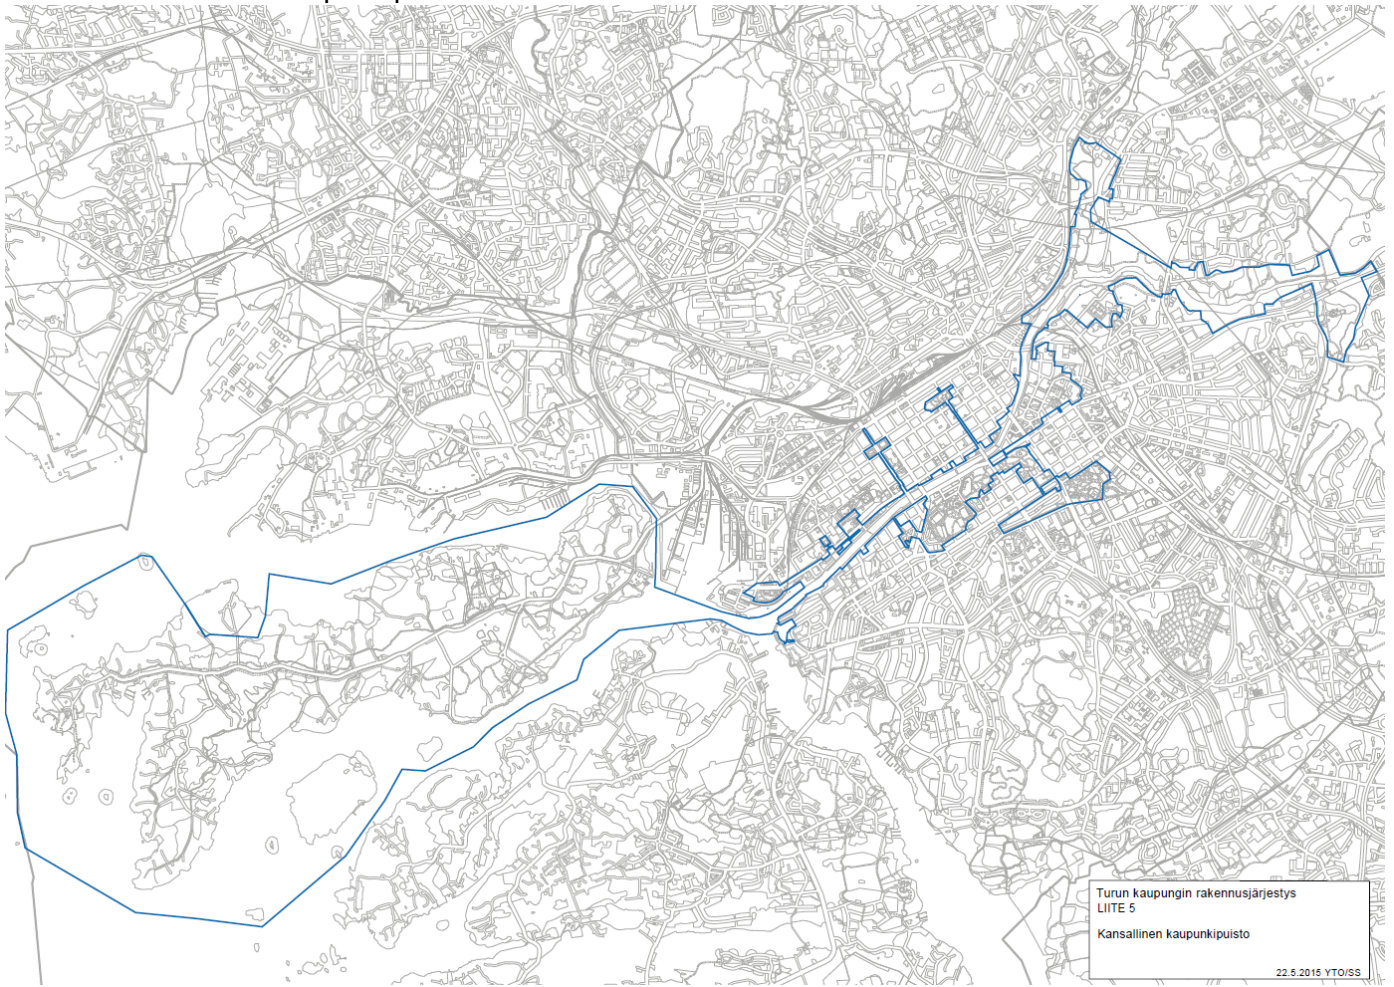 Turun kaupungin rakennusjärjestys
LIITE 5
Kansallinen kaupunkipuisto
22.5.2015 YTO/SS